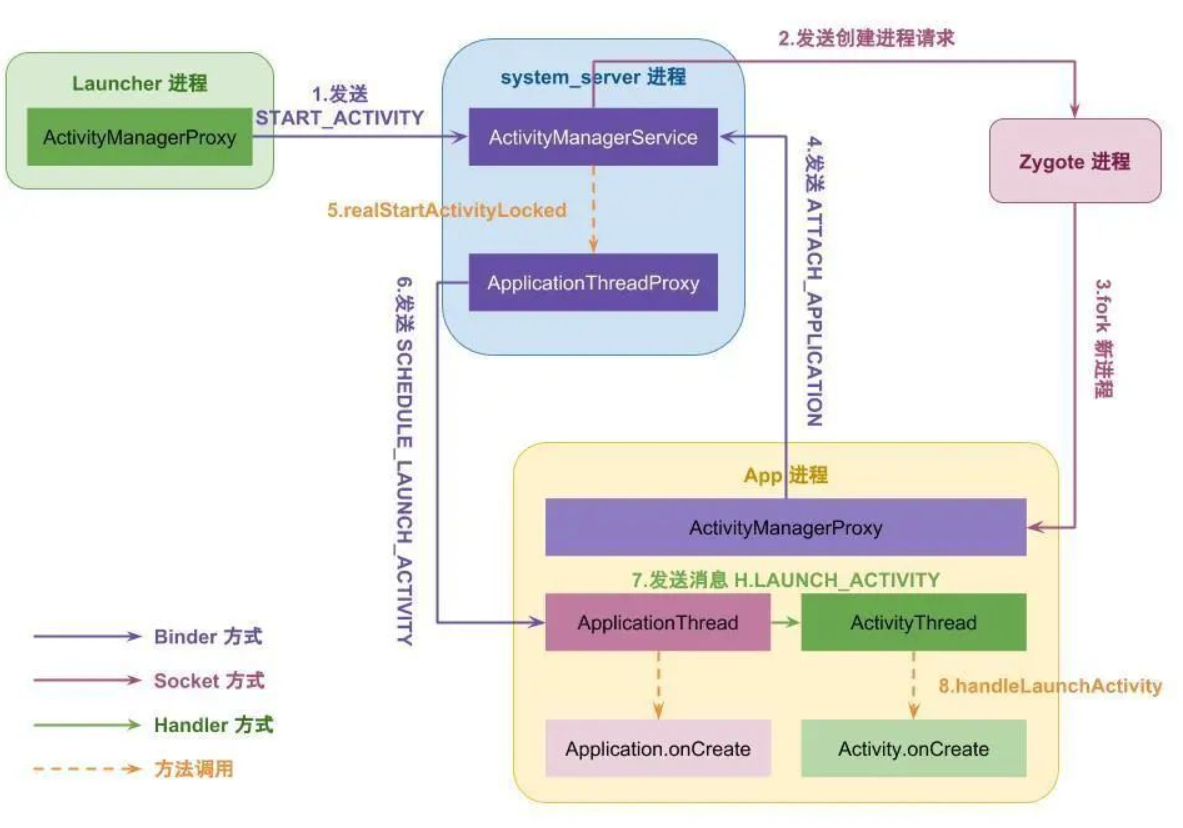 2.发送创建进程请求
Launcher 进程
system_server 进程
1.发送
START_ACTIVITY
ActivityManagerProxy
ActivityManagerService
Zygote 进程
4.发送 ATTACH_APPLICATION
5.realStartActivityLocked
ApplicationThreadProxy
6.发送 SCHEDULE_LAUNCH_ACTIVITY
3.fork 新进程
App 进程
ActivityManagerProxy
7.发送消息 H.LAUNCH_ACTIVITY
ApplicationThread
ActivityThread
8.handleLaunchActivity
Application.onCreate
Activity.onCreate
Binder 方式
Socket 方式
Handler 方式
方法调用